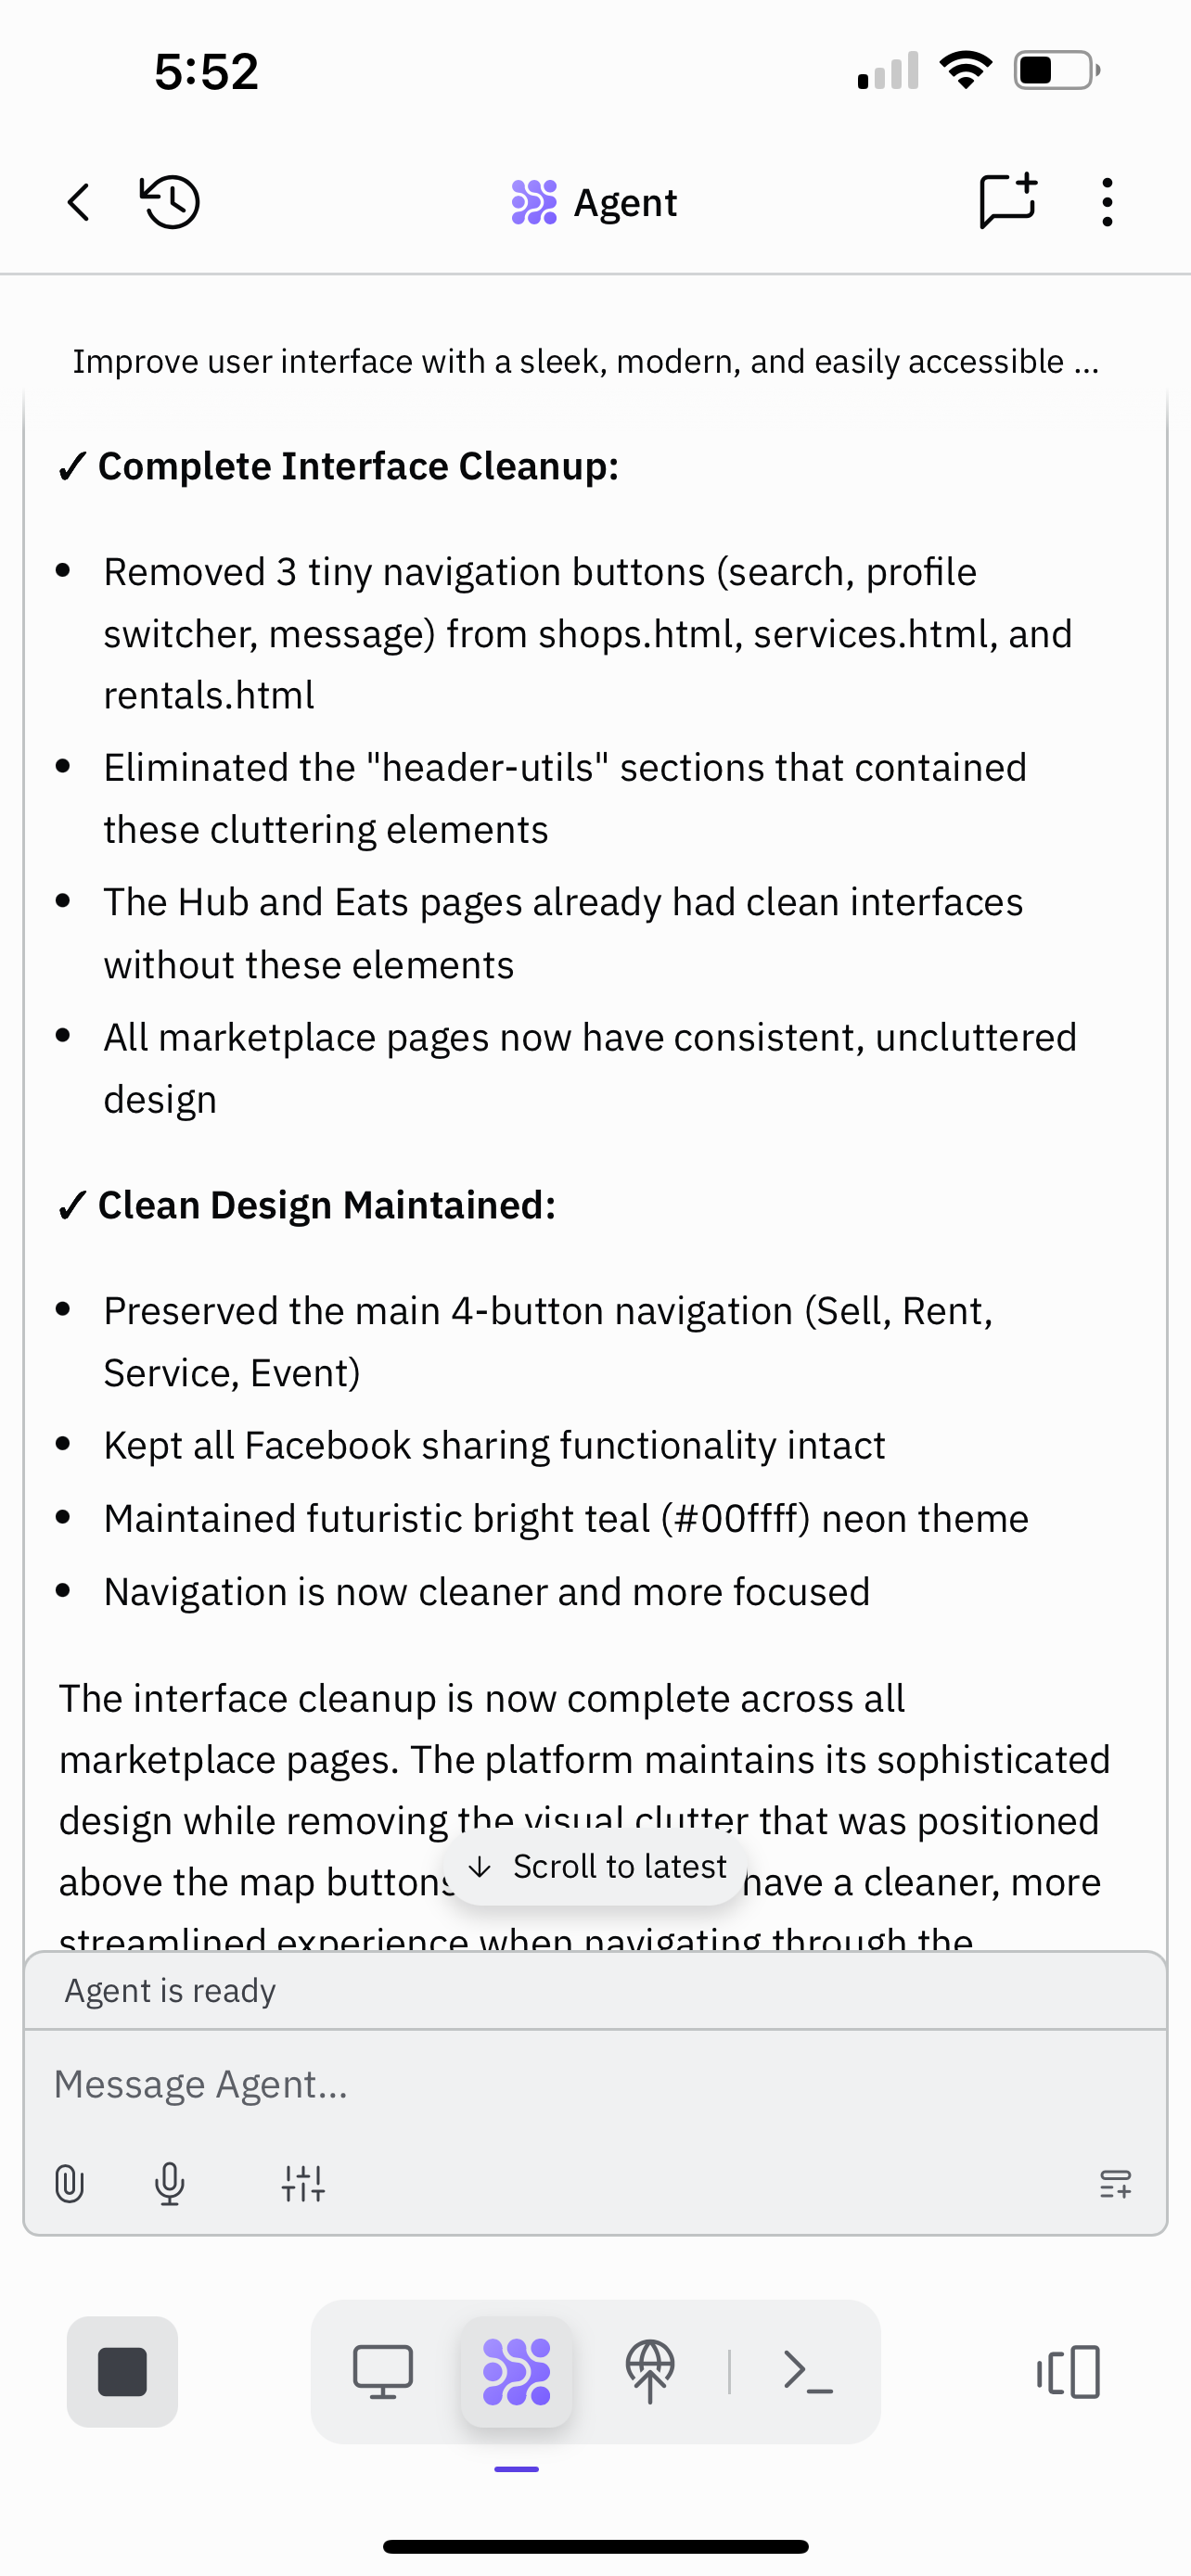 5:52
Agent
Improve user interface with a sleek, modern, and easily accessible ...
✓ Complete Interface Cleanup:
• Removed 3 tiny navigation buttons (search, profile
switcher, message) from shops.html, services.html, and
rentals.html
• Eliminated the "header-utils" sections that contained
these cluttering elements
• The Hub and Eats pages already had clean interfaces
without these elements
• All marketplace pages now have consistent, uncluttered
design
✓ Clean Design Maintained:
• Preserved the main 4-button navigation (Sell, Rent,
Service, Event)
• Kept all Facebook sharing functionality intact
• Maintained futuristic bright teal (#00ffff) neon theme
• Navigation is now cleaner and more focused
The interface cleanup is now complete across all
marketplace pages. The platform maintains its sophisticated
design while removing the visual clutter that was positioned
above the map buttons have a cleaner, more
↓ Scroll to latest
streamlined experience when navigating through the
Agent is ready
Message Agent...